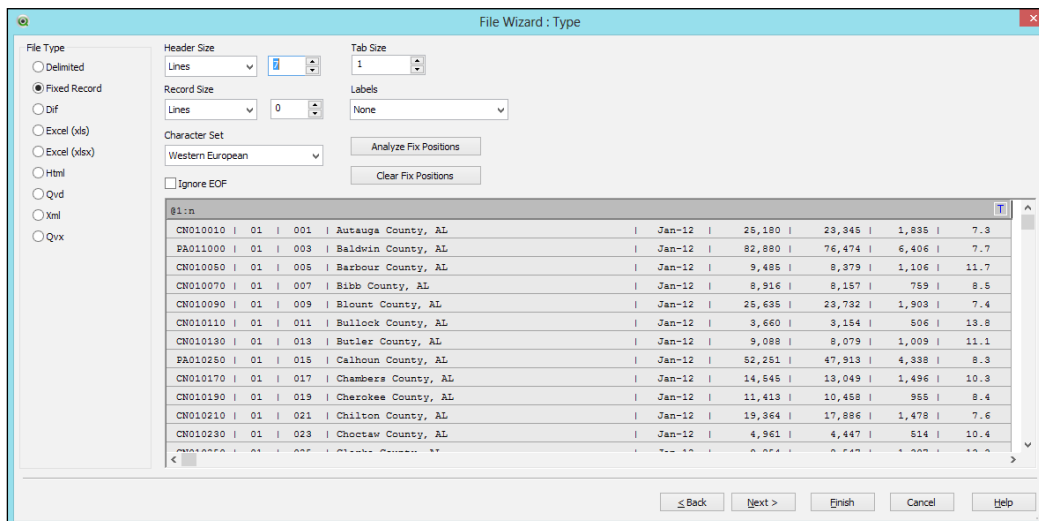 File Wizard : Type
File Type
Delimited
Fixed Record
Dif
Excel (xls)
Excel (xlsx)
Html
Qvd
Xml
Qvx
Header Size
Tab Size
Lines 7 1
Record Size
Labels
Lines 0 None
Character Set
Western European
Analyze Fix Positions
Clear Fix Positions
Ignore EOF
@1:n T
CN010010 | 01 | 001 | Autauga County, AL | Jan-12 | 25,180 | 23,345 | 1,835 | 7.3
PA011000 | 01 | 003 | Baldwin County, AL | Jan-12 | 82,880 | 76,474 | 6,406 | 7.7
CN010050 | 01 | 005 | Barbour County, AL | Jan-12 | 9,485 | 8,379 | 1,106 | 11.7
CN010070 | 01 | 007 | Bibb County, AL | Jan-12 | 8,916 | 8,157 | 759 | 8.5
CN010090 | 01 | 009 | Blount County, AL | Jan-12 | 25,635 | 23,732 | 1,903 | 7.4
CN010110 | 01 | 011 | Bullock County, AL | Jan-12 | 3,660 | 3,154 | 506 | 13.8
CN010130 | 01 | 013 | Butler County, AL | Jan-12 | 9,088 | 8,079 | 1,009 | 11.1
PA010250 | 01 | 015 | Calhoun County, AL | Jan-12 | 52,251 | 47,913 | 4,338 | 8.3
CN010170 | 01 | 017 | Chambers County, AL | Jan-12 | 14,545 | 13,049 | 1,496 | 10.3
CN010190 | 01 | 019 | Cherokee County, AL | Jan-12 | 11,413 | 10,458 | 955 | 8.4
CN010210 | 01 | 021 | Chilton County, AL | Jan-12 | 19,364 | 17,886 | 1,478 | 7.6
CN010230 | 01 | 023 | Choctaw County, AL | Jan-12 | 4,961 | 4,447 | 514 | 10.4
< Back
Next >
Finish
Cancel
Help